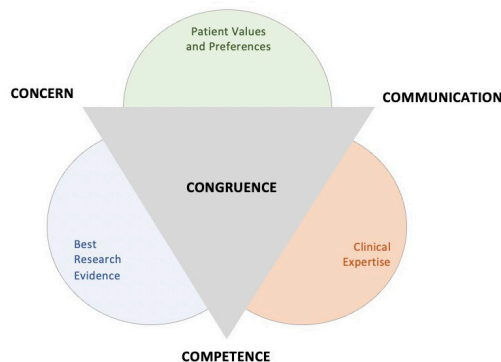 Patient Values
and Preferences
CONCERN
COMMUNICATION
CONGRUENCE
Best
Research
Evidence
Clinical
Expertise
COMPETENCE